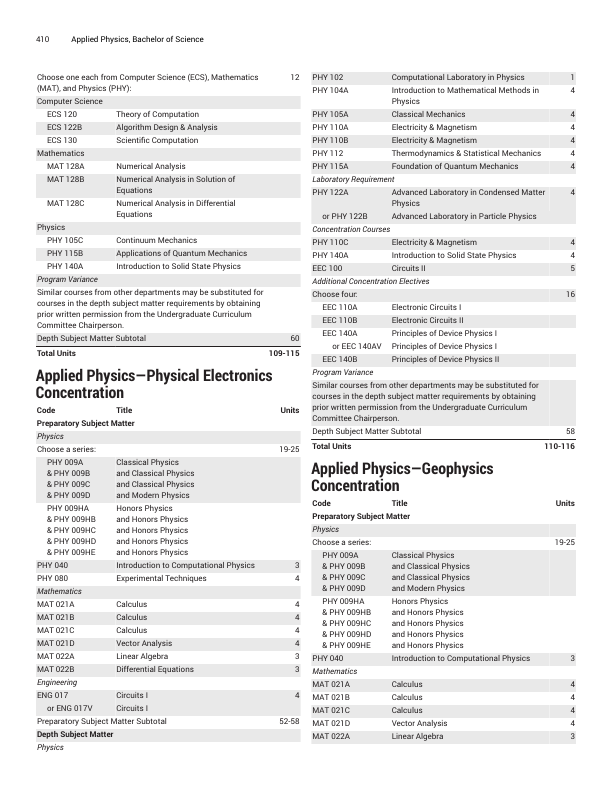 410 Applied Physics, Bachelor of Science
Choose one each from Computer Science (ECS), Mathematics 12
(MAT), and Physics (PHY):
Computer Science
ECS 120 Theory of Computation
ECS 122B Algorithm Design & Analysis
ECS 130 Scientific Computation
Mathematics
MAT 128A Numerical Analysis
MAT 128B Numerical Analysis in Solution of
Equations
MAT 128C Numerical Analysis in Differential
Equations
Physics
PHY 105C Continuum Mechanics
PHY 115B Applications of Quantum Mechanics
PHY 140A Introduction to Solid State Physics
Program Variance
Similar courses from other departments may be substituted for
courses in the depth subject matter requirements by obtaining
prior written permission from the Undergraduate Curriculum
Committee Chairperson.
Depth Subject Matter Subtotal 60
Total Units 109-115
Applied Physics—Physical Electronics
Concentration
Code Title Units
Preparatory Subject Matter
Physics
Choose a series: 19-25
PHY 009A Classical Physics
& PHY 009B and Classical Physics
& PHY 009C and Classical Physics
& PHY 009D and Modern Physics
PHY 009HA Honors Physics
& PHY 009HB and Honors Physics
& PHY 009HC and Honors Physics
& PHY 009HD and Honors Physics
& PHY 009HE and Honors Physics
PHY 040 Introduction to Computational Physics 3
PHY 080 Experimental Techniques 4
Mathematics
MAT 021A Calculus 4
MAT 021B Calculus 4
MAT 021C Calculus 4
MAT 021D Vector Analysis 4
MAT 022A Linear Algebra 3
MAT 022B Differential Equations 3
Engineering
ENG 017 Circuits I 4
or ENG 017V Circuits I
Preparatory Subject Matter Subtotal 52-58
Depth Subject Matter
Physics
PHY 102 Computational Laboratory in Physics 1
PHY 104A Introduction to Mathematical Methods in 4
Physics
PHY 105A Classical Mechanics 4
PHY 110A Electricity & Magnetism 4
PHY 110B Electricity & Magnetism 4
PHY 112 Thermodynamics & Statistical Mechanics 4
PHY 115A Foundation of Quantum Mechanics 4
Laboratory Requirement
PHY 122A Advanced Laboratory in Condensed Matter 4
Physics
or PHY 122B Advanced Laboratory in Particle Physics
Concentration Courses
PHY 110C Electricity & Magnetism 4
PHY 140A Introduction to Solid State Physics 4
EEC 100 Circuits II 5
Additional Concentration Electives
Choose four: 16
EEC 110A Electronic Circuits I
EEC 110B Electronic Circuits II
EEC 140A Principles of Device Physics I
or EEC 140AV Principles of Device Physics I
EEC 140B Principles of Device Physics II
Program Variance
Similar courses from other departments may be substituted for
courses in the depth subject matter requirements by obtaining
prior written permission from the Undergraduate Curriculum
Committee Chairperson.
Depth Subject Matter Subtotal 58
Total Units 110-116
Applied Physics—Geophysics
Concentration
Code Title Units
Preparatory Subject Matter
Physics
Choose a series: 19-25
PHY 009A Classical Physics
& PHY 009B and Classical Physics
& PHY 009C and Classical Physics
& PHY 009D and Modern Physics
PHY 009HA Honors Physics
& PHY 009HB and Honors Physics
& PHY 009HC and Honors Physics
& PHY 009HD and Honors Physics
& PHY 009HE and Honors Physics
PHY 040 Introduction to Computational Physics 3
Mathematics
MAT 021A Calculus 4
MAT 021B Calculus 4
MAT 021C Calculus 4
MAT 021D Vector Analysis 4
MAT 022A Linear Algebra 3